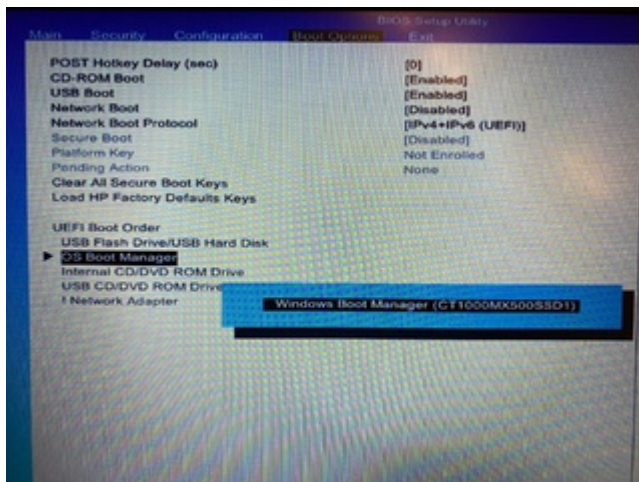 BIOS Setup Utility
Main Security Configuration Boot Options Exit
POST Hotkey Delay (sec) [0]
CD-ROM Boot [Enabled]
USB Boot [Enabled]
Network Boot [Disabled]
Network Boot Protocol [IPv4+IPv6 (UEFI)]
Secure Boot [Disabled]
Platform Key Not Enrolled
Pending Action None
Clear All Secure Boot Keys
Load HP Factory Defaults Keys
UEFI Boot Order
USB Flash Drive/USB Hard Disk
OS Boot Manager
Internal CD/DVD ROM Drive
USB CD/DVD ROM Drive
! Network Adapter
Windows Boot Manager (CT1000MX500SSD1)